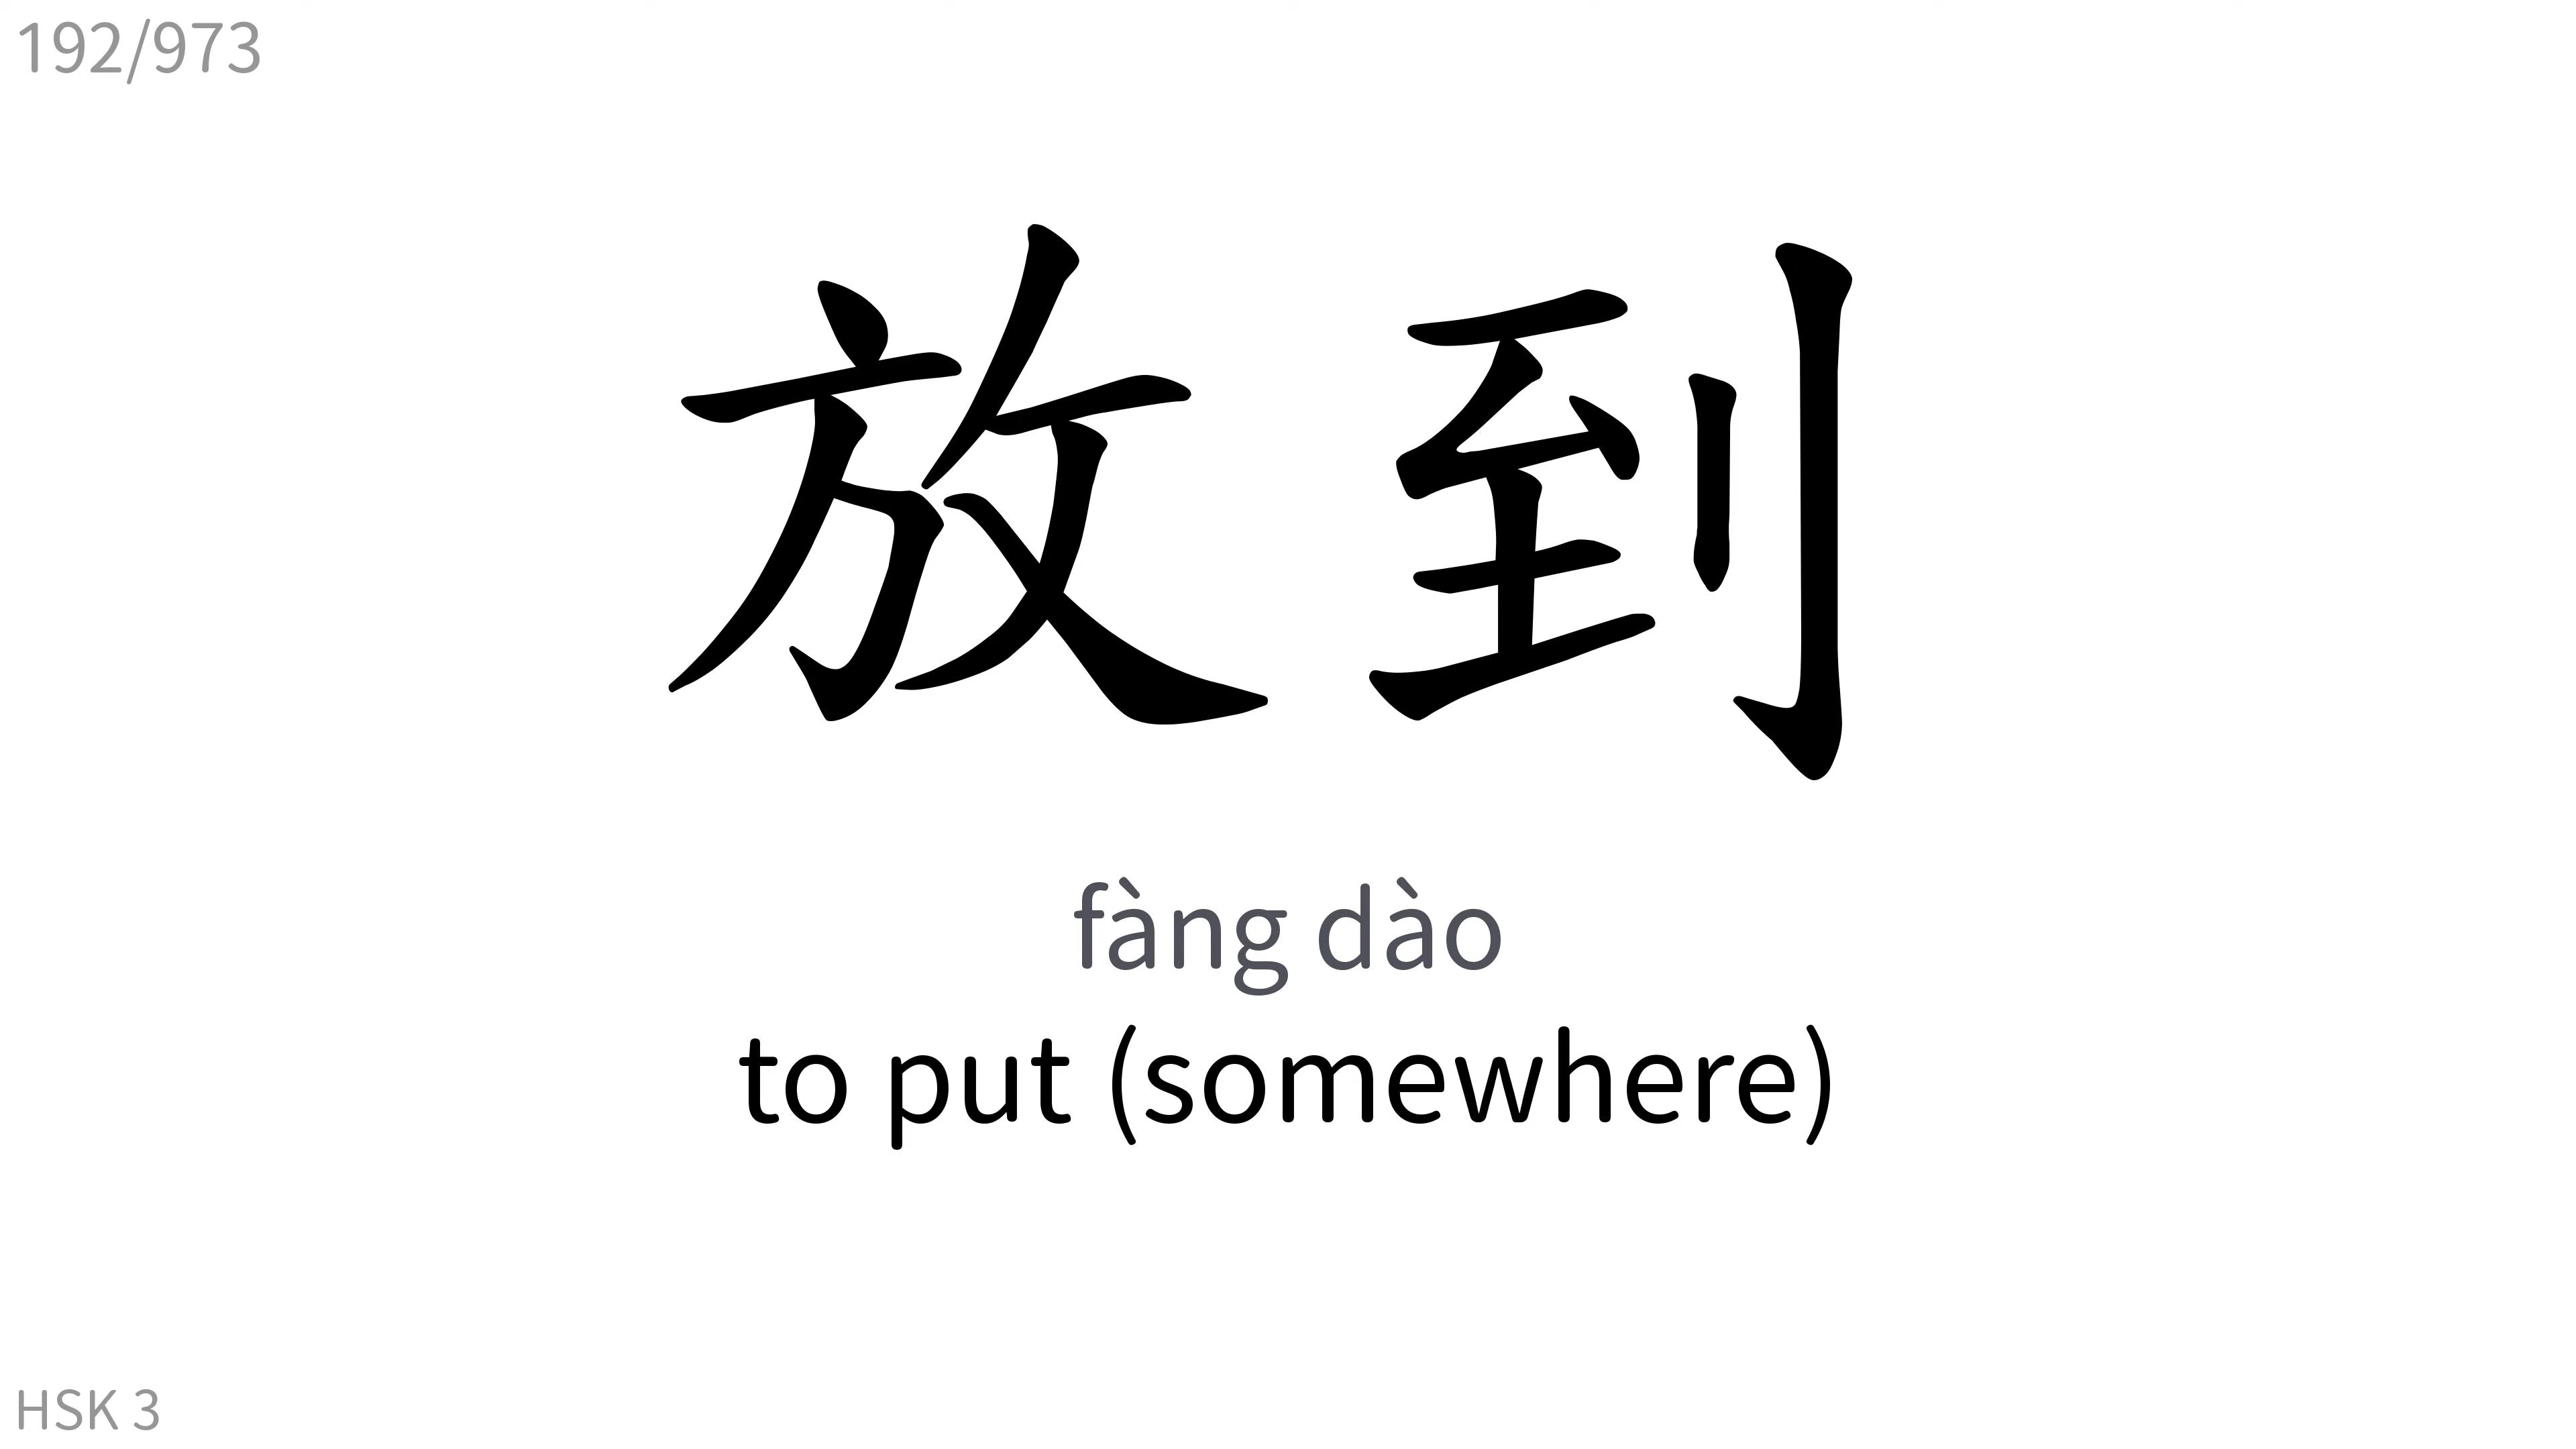 192/973
放到
fàng dào
to put (somewhere)
HSK 3